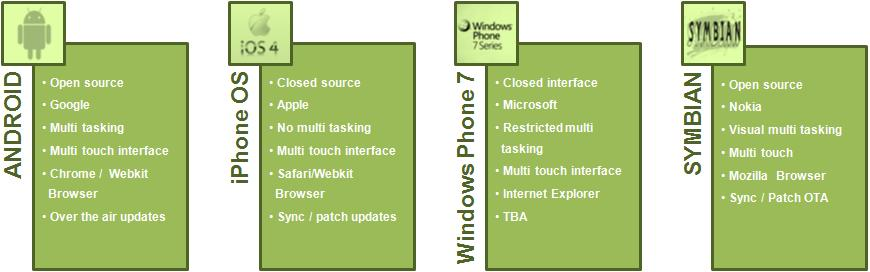 ANDROID
• Open source
• Google
• Multi tasking
• Multi touch interface
• Chrome / Webkit
Browser
• Over the air updates
iOS 4
iPhone OS
• Closed source
• Apple
• No multi tasking
• Multi touch interface
• Safari/Webkit
Browser
• Sync / patch updates
Windows
Phone
7 Series
Windows Phone 7
• Closed interface
• Microsoft
• Restricted multi
tasking
• Multi touch interface
• Internet Explorer
• TBA
SYMBIAN
SYMBIAN
• Open source
• Nokia
• Visual multi tasking
• Multi touch
• Mozilla Browser
• Sync / Patch OTA